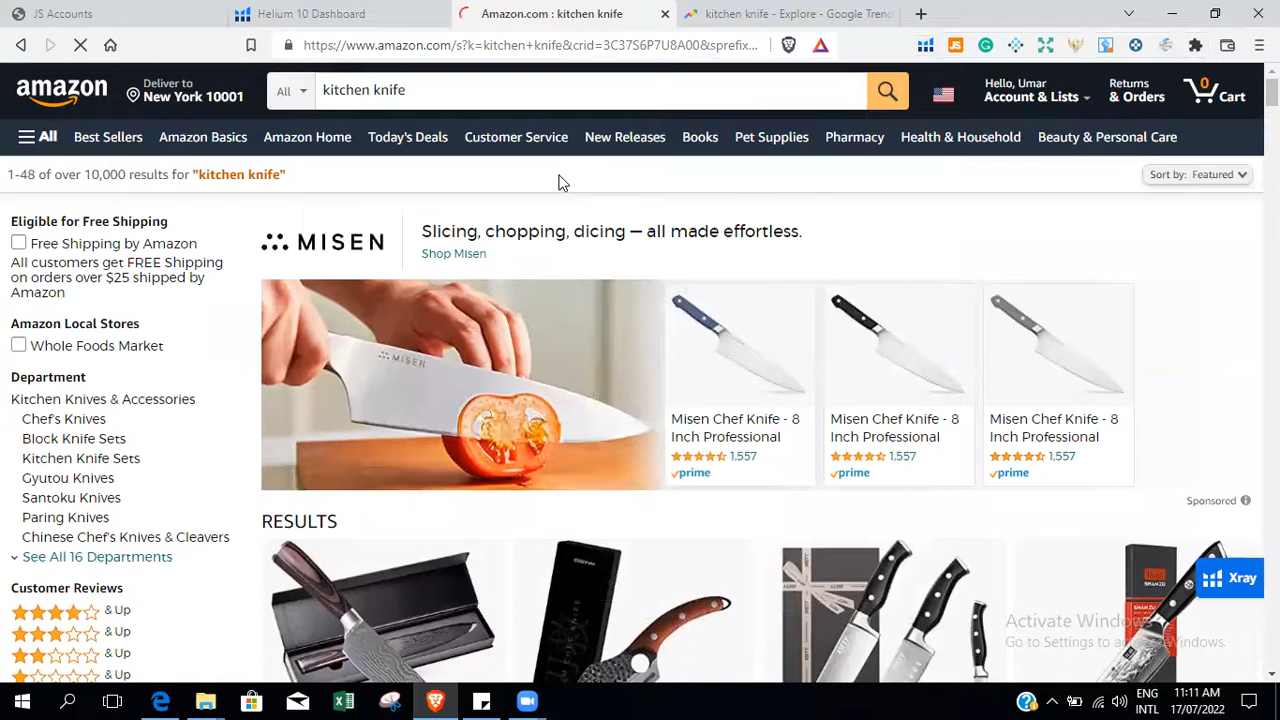 JS Accounts
Helium 10 Dashboard
Amazon.com : kitchen knife
kitchen knife - Explore - Google Trend
https://www.amazon.com/s?k=kitchen+knife&crid=3C37S6P7U8A00&sprefix...
amazon
Deliver to
New York 10001
All
kitchen knife
Hello, Umar
Account & Lists
Returns
& Orders
0
Cart
All
Best Sellers
Amazon Basics
Amazon Home
Today's Deals
Customer Service
New Releases
Books
Pet Supplies
Pharmacy
Health & Household
Beauty & Personal Care
1-48 of over 10,000 results for "kitchen knife"
Sort by: Featured
Eligible for Free Shipping
Free Shipping by Amazon
All customers get FREE Shipping
on orders over $25 shipped by
Amazon
Amazon Local Stores
Whole Foods Market
Department
Kitchen Knives & Accessories
Chef's Knives
Block Knife Sets
Kitchen Knife Sets
Gyutou Knives
Santoku Knives
Paring Knives
Chinese Chef's Knives & Cleavers
See All 16 Departments
Customer Reviews
& Up
& Up
& Up
& Up
MISEN
Slicing, chopping, dicing — all made effortless.
Shop Misen
MISEN
Misen Chef Knife - 8
Inch Professional
1,557
prime
Misen Chef Knife - 8
Inch Professional
1,557
prime
Misen Chef Knife - 8
Inch Professional
1,557
prime
Sponsored
RESULTS
SHAN ZU
Xray
Activate Windows
Go to Settings to activate Windows.
ENG
INTL
11:11 AM
17/07/2022